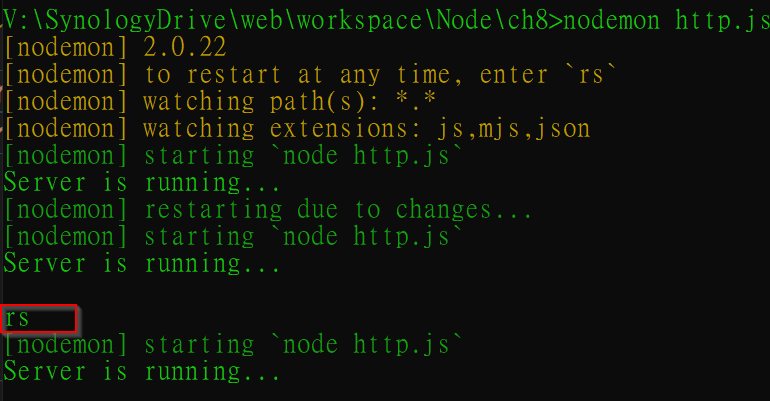 V:\SynologyDrive\web\workspace\Node\ch8>nodemon http.js
[nodemon] 2.0.22
[nodemon] to restart at any time, enter `rs`
[nodemon] watching path(s): *.*
[nodemon] watching extensions: js,mjs,json
[nodemon] starting `node http.js`
Server is running...
[nodemon] restarting due to changes...
[nodemon] starting `node http.js`
Server is running...
rs
[nodemon] starting `node http.js`
Server is running...